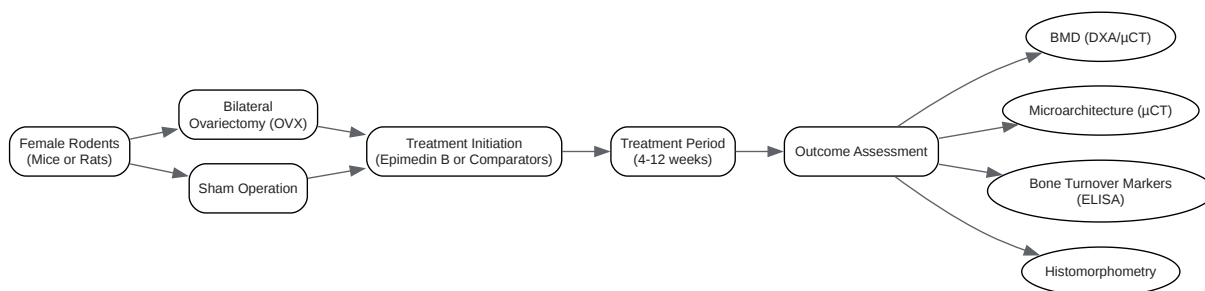 Female Rodents
(Mice or Rats)
Bilateral
Ovariectomy (OVX)
Sham Operation
Treatment Initiation
(Epimedin B or Comparators)
Treatment Period
(4-12 weeks)
Outcome Assessment
BMD (DXA/µCT)
Microarchitecture (µCT)
Bone Turnover Markers
(ELISA)
Histomorphometry